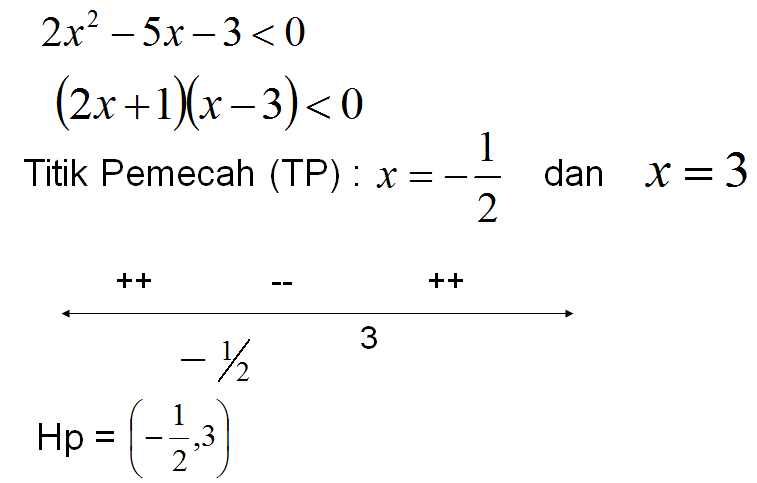 2x² − 5x − 3 < 0
(2x + 1)(x − 3) < 0
Titik Pemecah (TP) : x = −1/2 dan x = 3
++ -- ++
− 1/2 3
Hp = (−1/2,3)